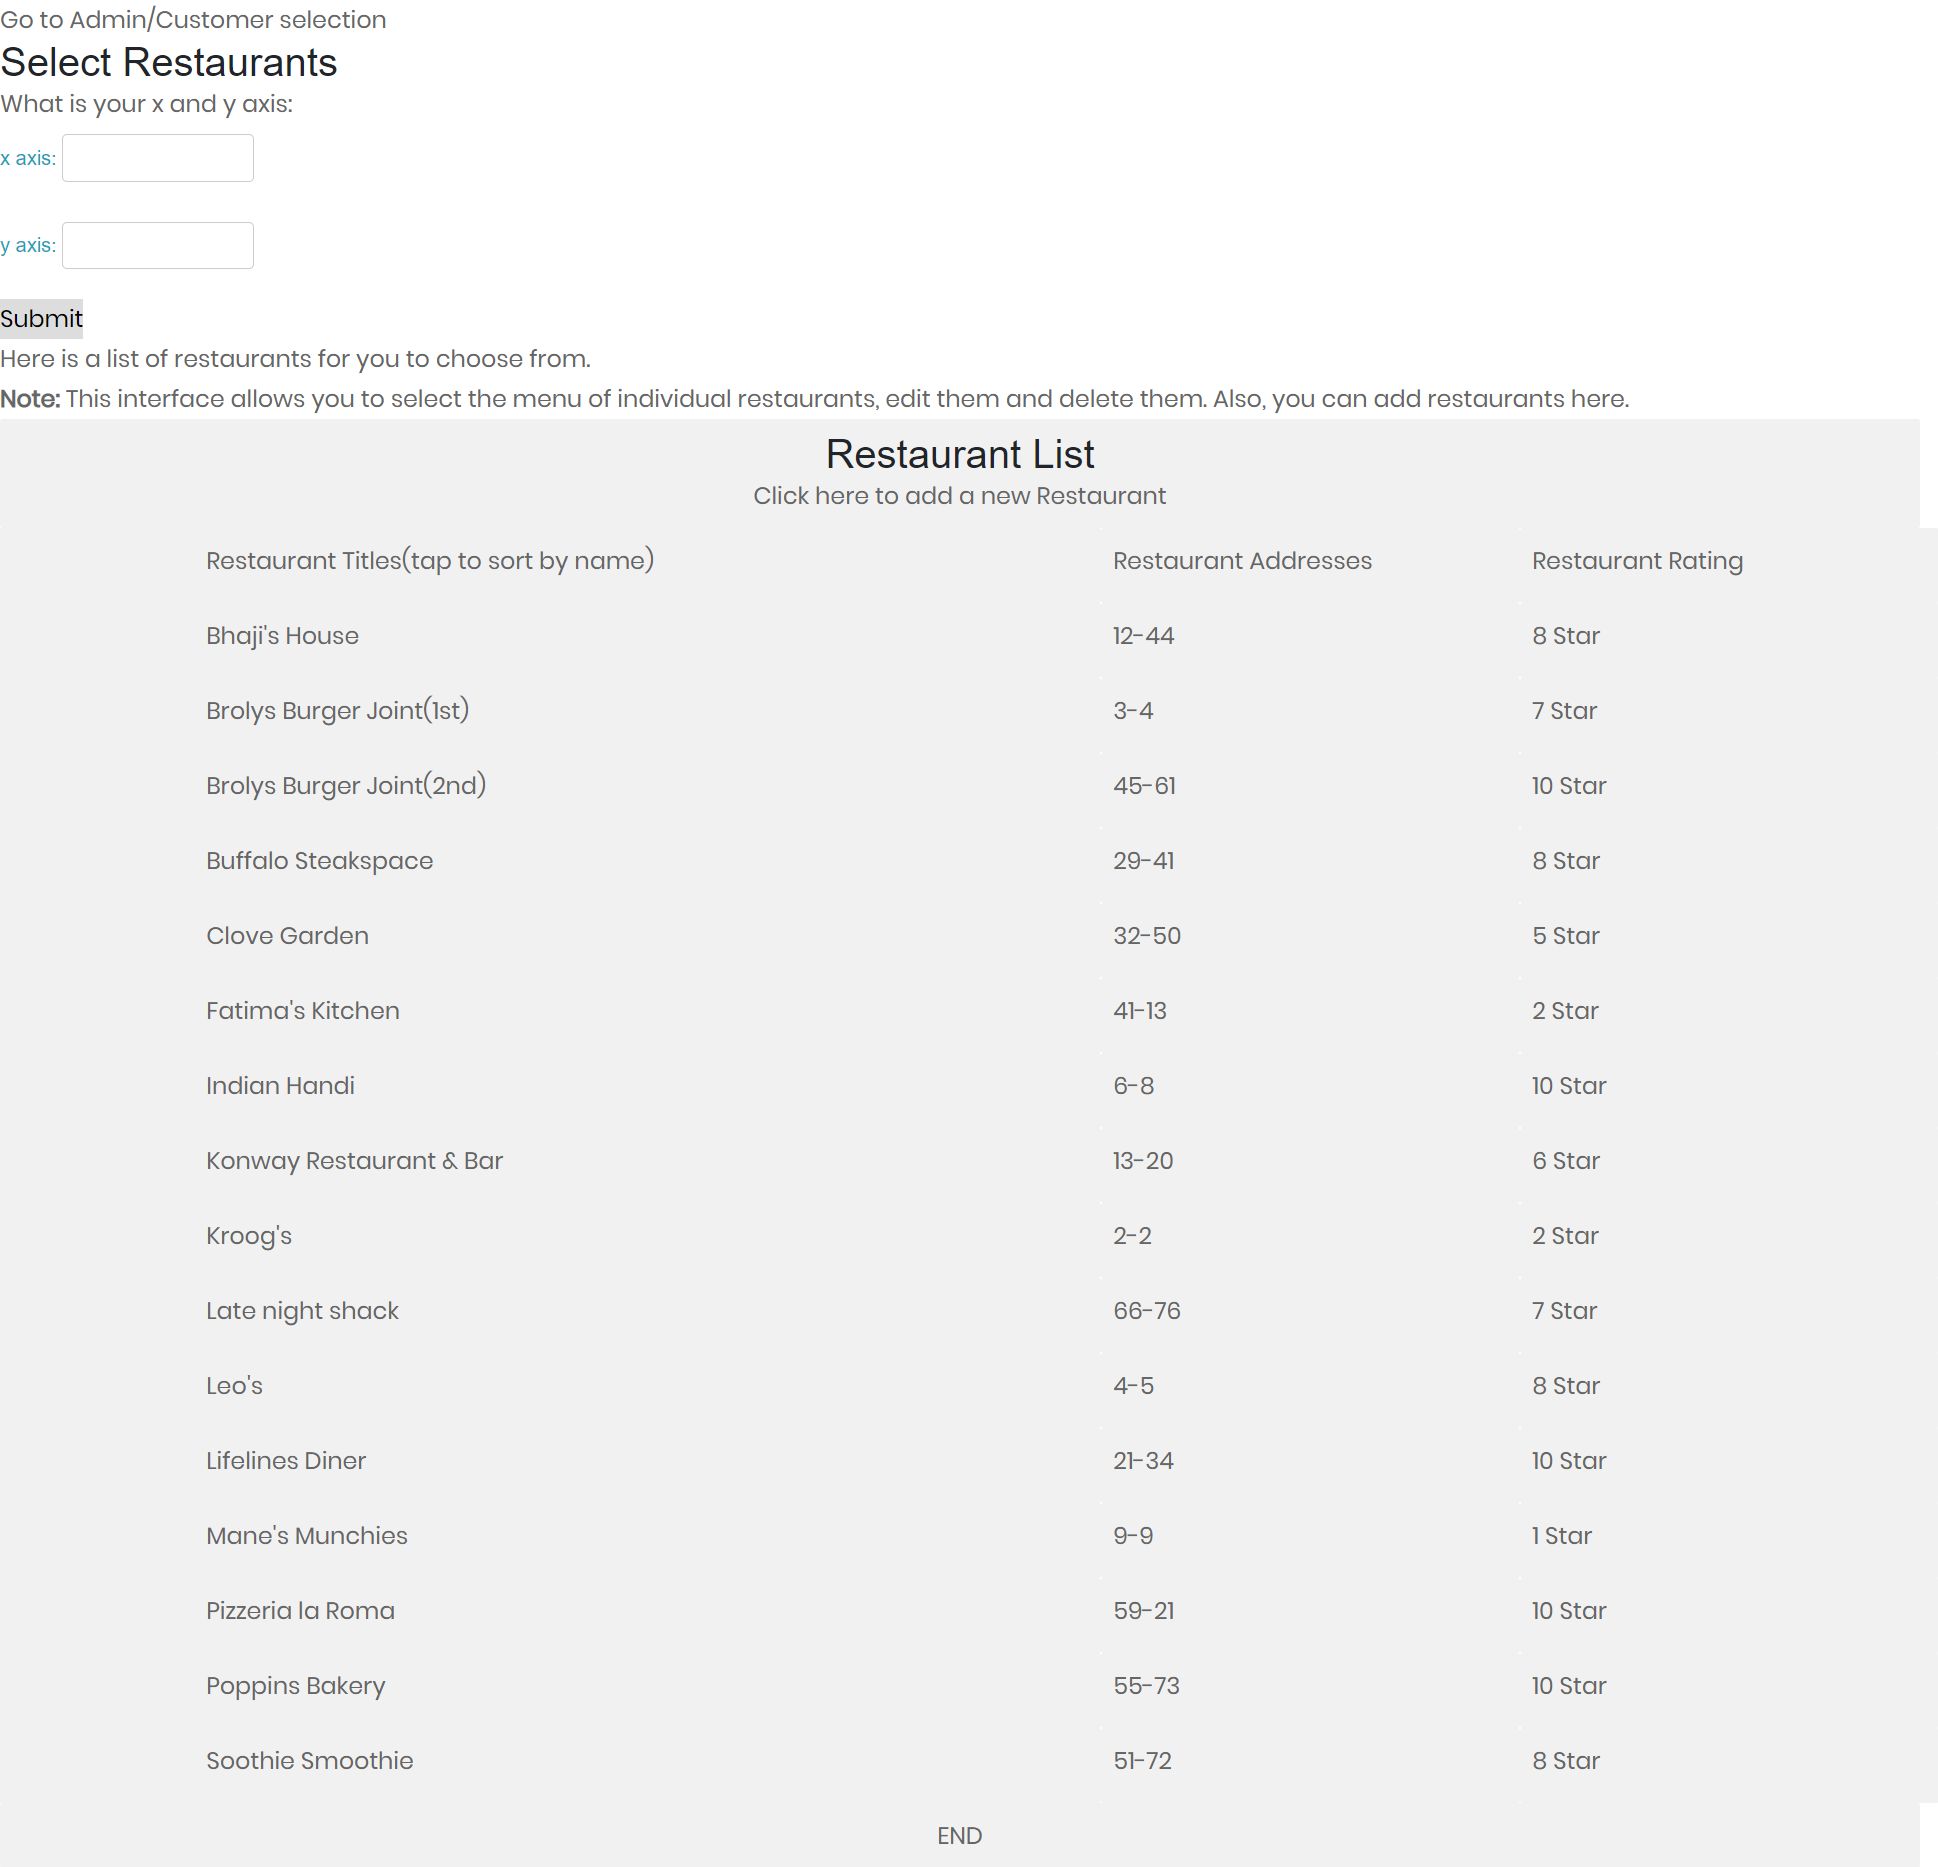 Go to Admin/Customer selection
Select Restaurants
What is your x and y axis:
x axis:
y axis:
Submit
Here is a list of restaurants for you to choose from.
Note: This interface allows you to select the menu of individual restaurants, edit them and delete them. Also, you can add restaurants here.
Restaurant List
Click here to add a new Restaurant
Restaurant Titles(tap to sort by name) Restaurant Addresses Restaurant Rating
Bhaji's House 12-44 8 Star
Brolys Burger Joint(1st) 3-4 7 Star
Brolys Burger Joint(2nd) 45-61 10 Star
Buffalo Steakspace 29-41 8 Star
Clove Garden 32-50 5 Star
Fatima's Kitchen 41-13 2 Star
Indian Handi 6-8 10 Star
Konway Restaurant & Bar 13-20 6 Star
Kroog's 2-2 2 Star
Late night shack 66-76 7 Star
Leo's 4-5 8 Star
Lifelines Diner 21-34 10 Star
Mane's Munchies 9-9 1 Star
Pizzeria la Roma 59-21 10 Star
Poppins Bakery 55-73 10 Star
Soothie Smoothie 51-72 8 Star
END